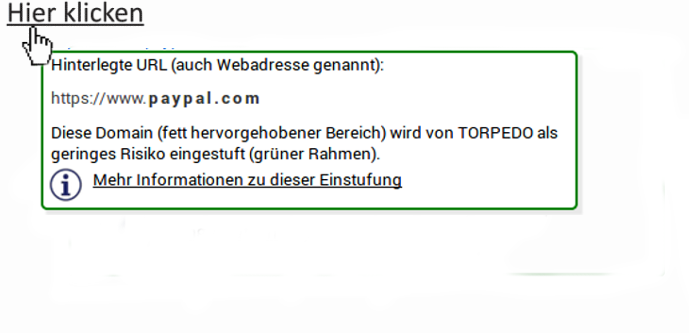 Hier klicken
Hinterlegte URL (auch Webadresse genannt):
https://www.paypal.com
Diese Domain (fett hervorgehobener Bereich) wird von TORPEDO als
geringes Risiko eingestuft (grüner Rahmen).
Mehr Informationen zu dieser Einstufung